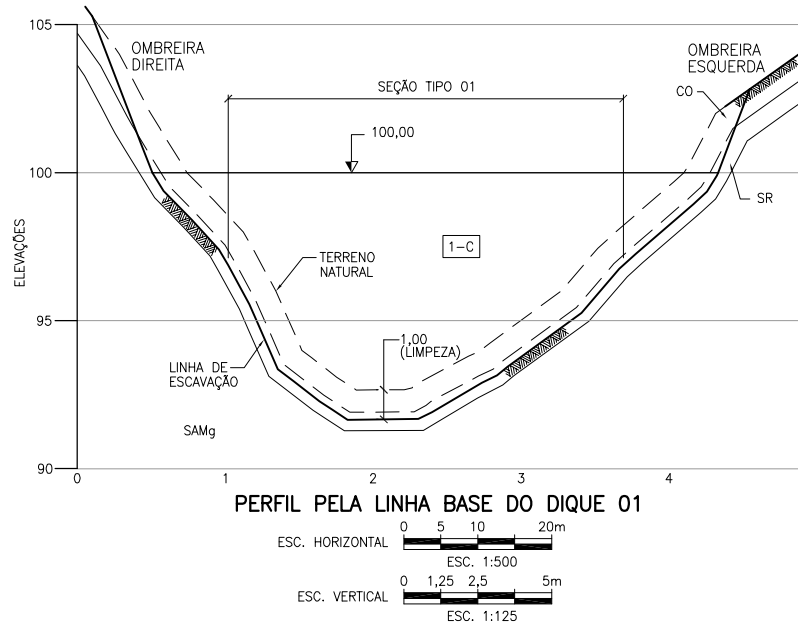 105
OMBREIRA
DIREITA
OMBREIRA
ESQUERDA
SEÇÃO TIPO 01
CO
100,00
100
SR
ELEVAÇÕES
1-C
TERRENO
NATURAL
95
1,00
(LIMPEZA)
LINHA DE
ESCAVAÇÃO
SAMg
90
0 1 2 3 4
PERFIL PELA LINHA BASE DO DIQUE 01
0 5 10 20m
ESC. HORIZONTAL
ESC. 1:500
0 1,25 2,5 5m
ESC. VERTICAL
ESC. 1:125